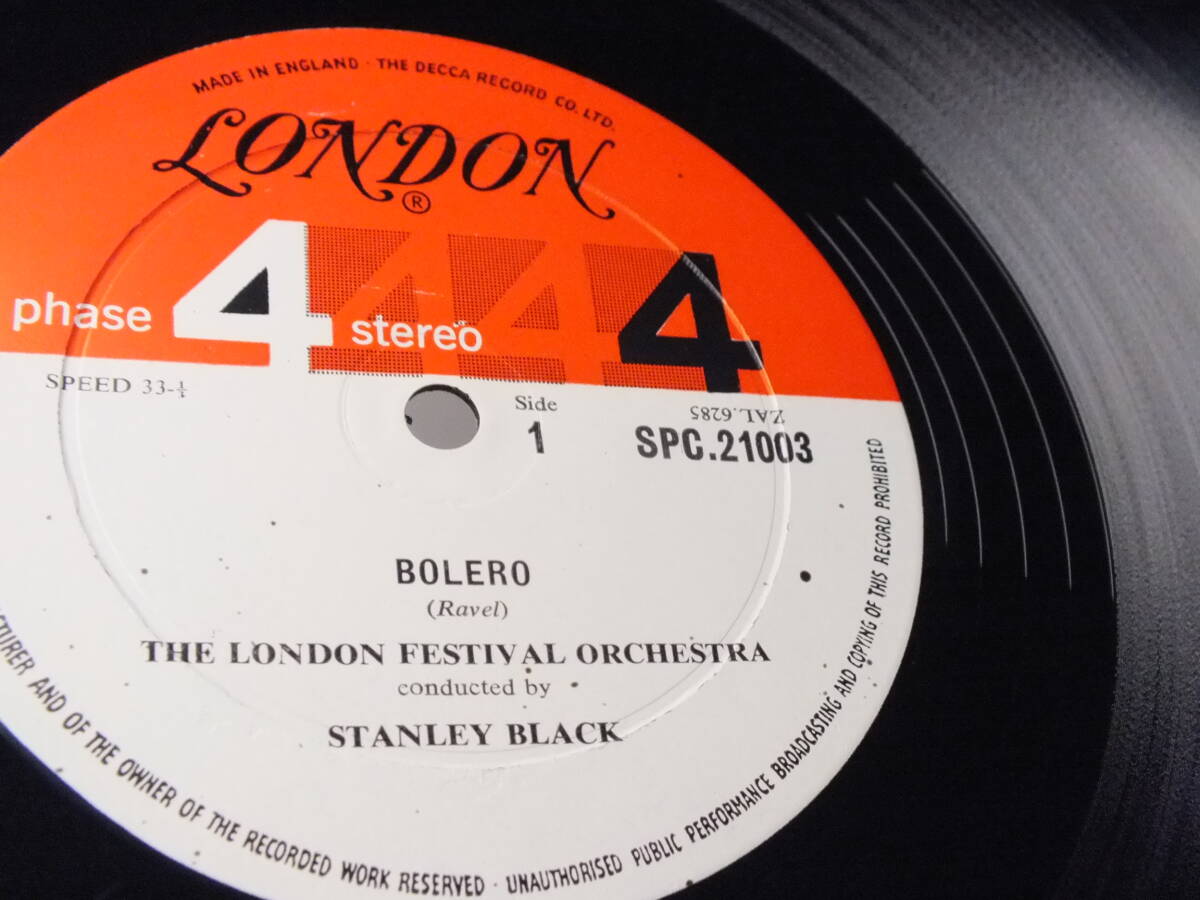 MADE IN ENGLAND · THE DECCA RECORD CO. LTD.
LONDON
®
phase 4 stereo 4 4 4
SPEED 33-⅓
Side
1
ZAL.6285
SPC.21003
BOLERO
(Ravel)
THE LONDON FESTIVAL ORCHESTRA
conducted by
STANLEY BLACK
AND OF THE OWNER OF THE RECORDED WORK RESERVED · UNAUTHORISED PUBLIC PERFORMANCE BROADCASTING AND COPYING OF THIS RECORD PROHIBITED